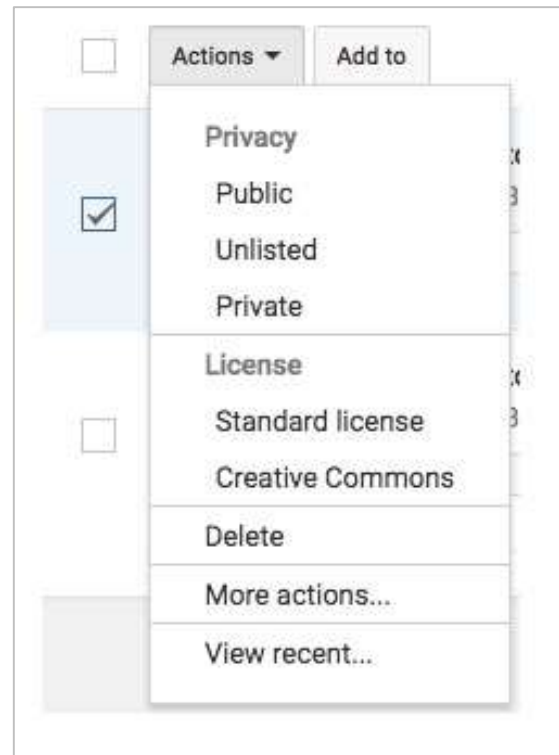 Actions Add to
Privacy
Public
Unlisted
Private
License
Standard license
Creative Commons
Delete
More actions...
View recent...